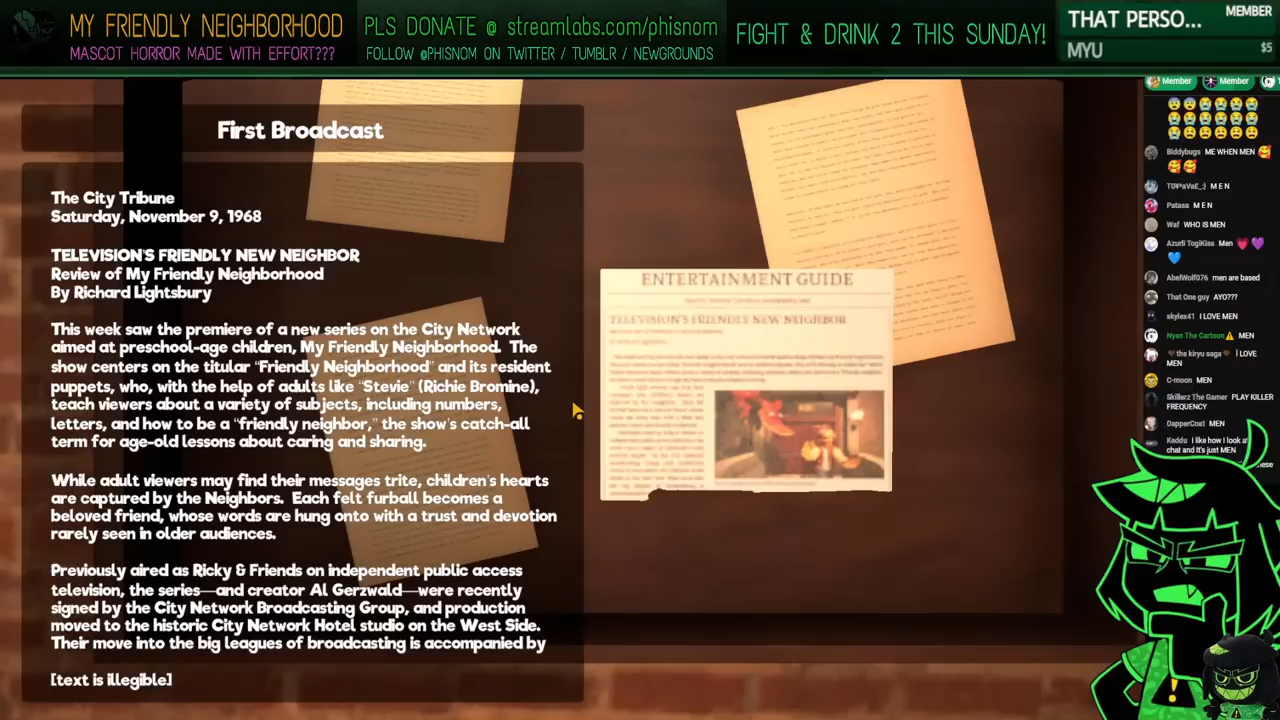 MY FRIENDLY NEIGHBORHOOD
MASCOT HORROR MADE WITH EFFORT???
PLS DONATE @ streamlabs.com/phisnom
FOLLOW @PHISNOM ON TWITTER / TUMBLR / NEWGROUNDS
FIGHT & DRINK 2 THIS SUNDAY!
THAT PERSO...
MEMBER
MYU
$5
First Broadcast
The City Tribune
Saturday, November 9, 1968
TELEVISION'S FRIENDLY NEW NEIGHBOR
Review of My Friendly Neighborhood
By Richard Lightsbury
This week saw the premiere of a new series on the City Network
aimed at preschool-age children, My Friendly Neighborhood. The
show centers on the titular "Friendly Neighborhood" and its resident
puppets, who, with the help of adults like "Stevie" (Richie Bromine),
teach viewers about a variety of subjects, including numbers,
letters, and how to be a "friendly neighbor," the show's catch-all
term for age-old lessons about caring and sharing.
While adult viewers may find their messages trite, children's hearts
are captured by the Neighbors. Each felt furball becomes a
beloved friend, whose words are hung onto with a trust and devotion
rarely seen in older audiences.
Previously aired as Ricky & Friends on independent public access
television, the series—and creator Al Gerzwald—were recently
signed by the City Network Broadcasting Group, and production
moved to the historic City Network Hotel studio on the West Side.
Their move into the big leagues of broadcasting is accompanied by
[text is illegible]
ENTERTAINMENT GUIDE
TELEVISION'S FRIENDLY NEW NEIGHBOR
Member
Member
Biddybugs ME WHEN MEN 🥰
🥰🥰
M E N
Patasa M E N
Waf WHO IS MEN
Azurli TogiKiss Men
AbelWolf076 men are based
That One guy AYO???
skylex41 I LOVE MEN
Nyan The Cartoon MEN
the kiryu saga I LOVE
MEN
C-moon MEN
Skillerz The Gamer PLAY KILLER
FREQUENCY
DapperCoat MEN
Keddu I like how I look at
chat and it's just MEN